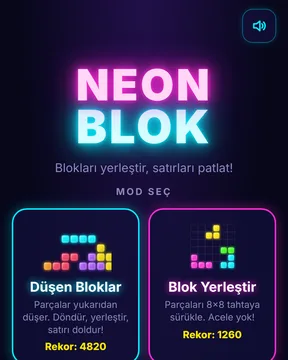 NEON
BLOK
Blokları yerleştir, satırları patlat!
MOD SEÇ
Düşen Bloklar
Parçalar yukarıdan
düşer. Döndür, yerleştir,
satırı doldur!
Rekor: 4820
Blok Yerleştir
Parçaları 8×8 tahtaya
sürükle. Acele yok!
Rekor: 1260